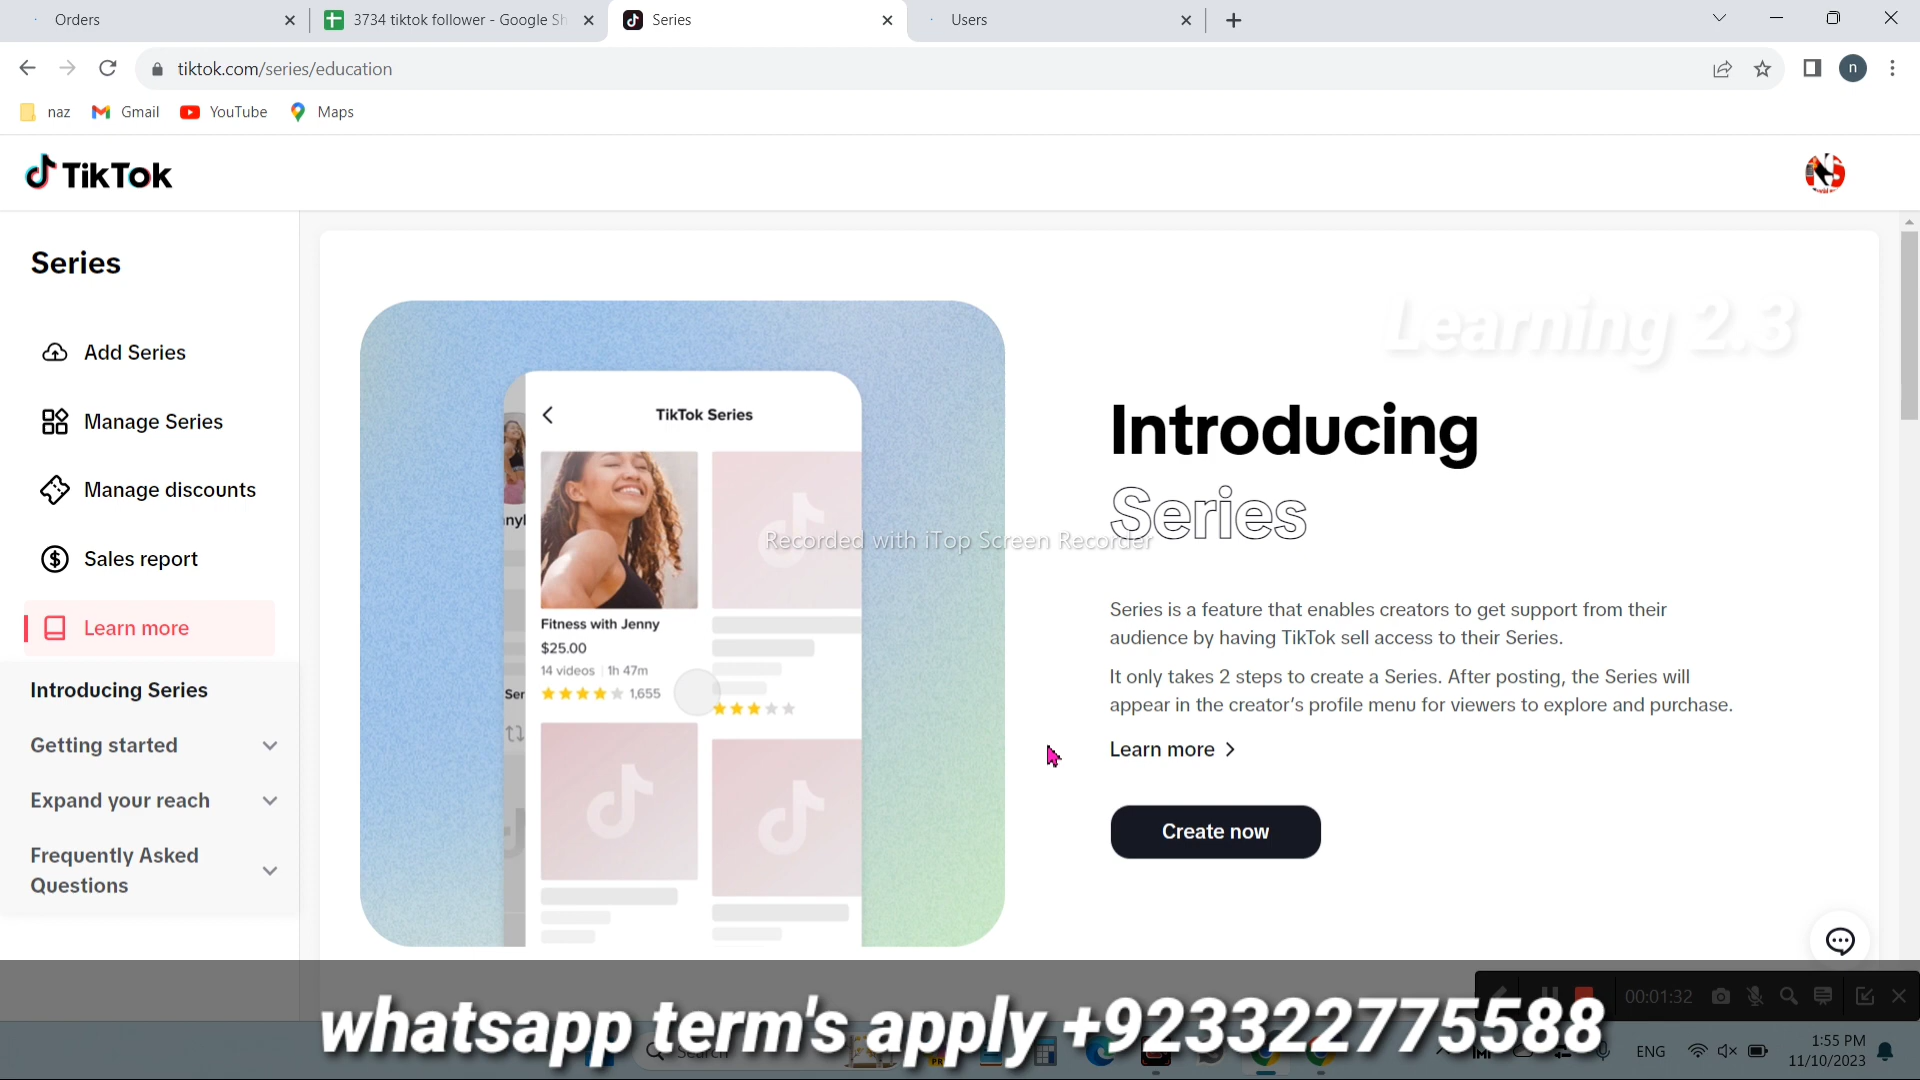 Orders
3734 tiktok follower - Google Sh
Series
Users
tiktok.com/series/education
n
naz
Gmail
YouTube
Maps
TikTok
Series
Add Series
Manage Series
Manage discounts
Sales report
Learn more
Introducing Series
Getting started
Expand your reach
Frequently Asked
Questions
TikTok Series
Fitness with Jenny
$25.00
14 videos | 1h 47m
1,655
Ser
Recorded with iTop Screen Recorder
Learning 2.3
Introducing
Series
Series is a feature that enables creators to get support from their
audience by having TikTok sell access to their Series.
It only takes 2 steps to create a Series. After posting, the Series will
appear in the creator's profile menu for viewers to explore and purchase.
Learn more
Create now
00:01:32
whatsapp term's apply +923322775588
Search
ENG
1:55 PM
11/10/2023